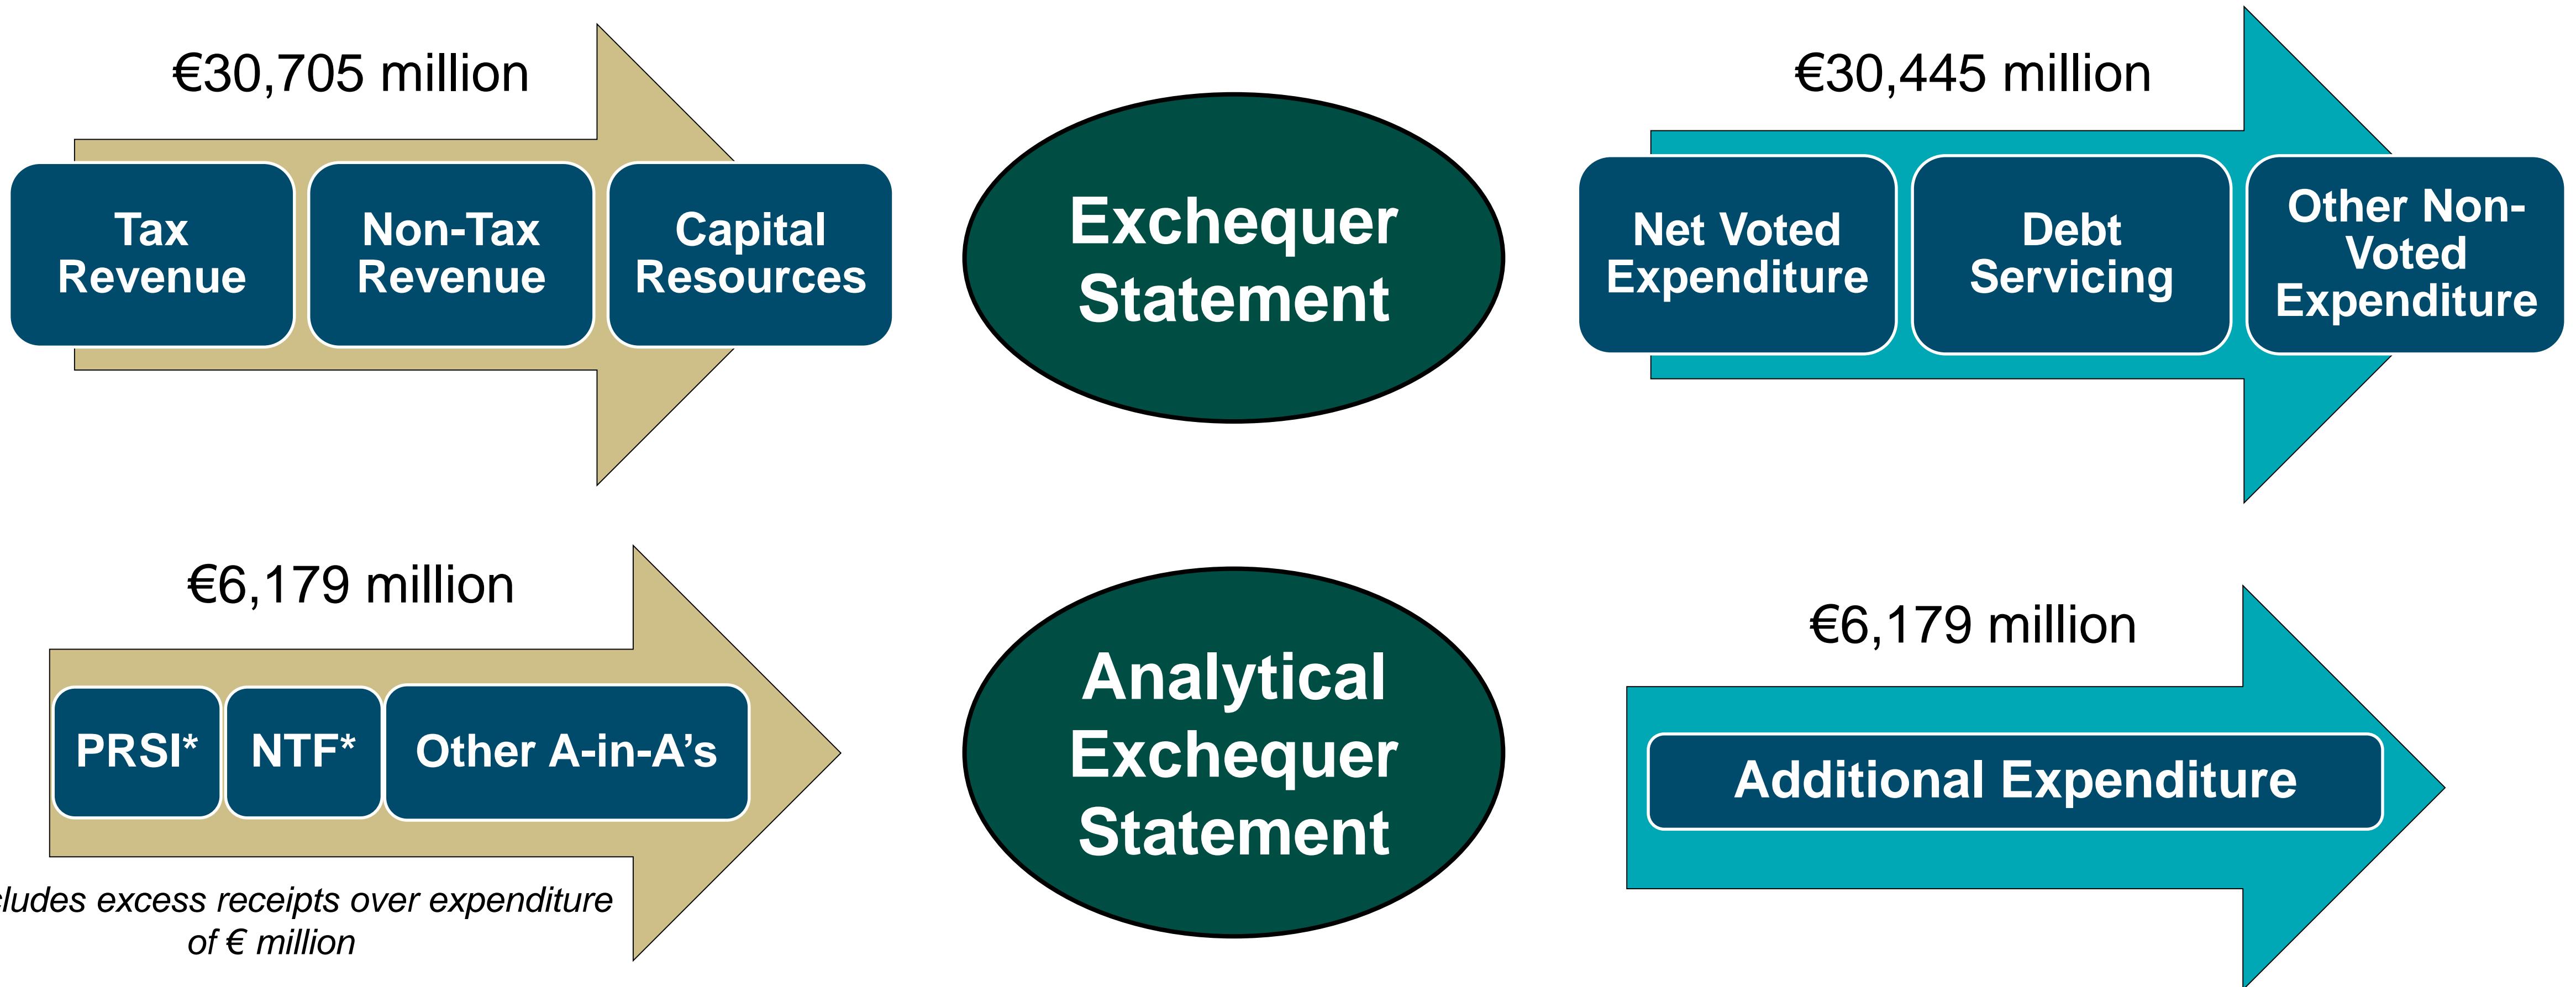 €30,705 million
Tax
Revenue
Non-Tax
Revenue
Capital
Resources
Exchequer
Statement
€30,445 million
Net Voted
Expenditure
Debt
Servicing
Other Non-
Voted
Expenditure
€6,179 million
PRSI*
NTF*
Other A-in-A’s
excess receipts over expenditure
of € million
Analytical
Exchequer
Statement
€6,179 million
Additional Expenditure